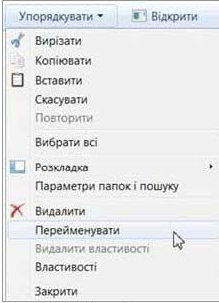 Упорядкувати Відкрити
Вирізати
Копіювати
Вставити
Скасувати
Повторити
Вибрати всі
Розкладка
Параметри папок і пошуку
Видалити
Перейменувати
Видалити властивості
Властивості
Закрити